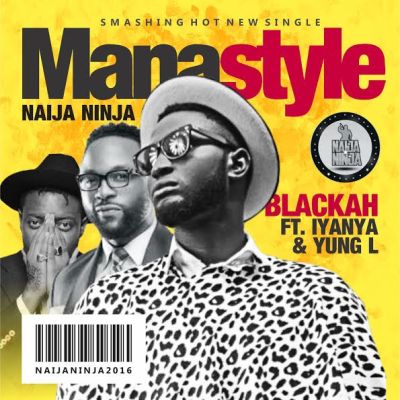 SMASHING HOT NEW SINGLE
Manastyle
NAIJA NINJA
NAIJA
NINJA
BLACKAH
FT. IYANYA
& YUNG L
NAIJANINJA2016